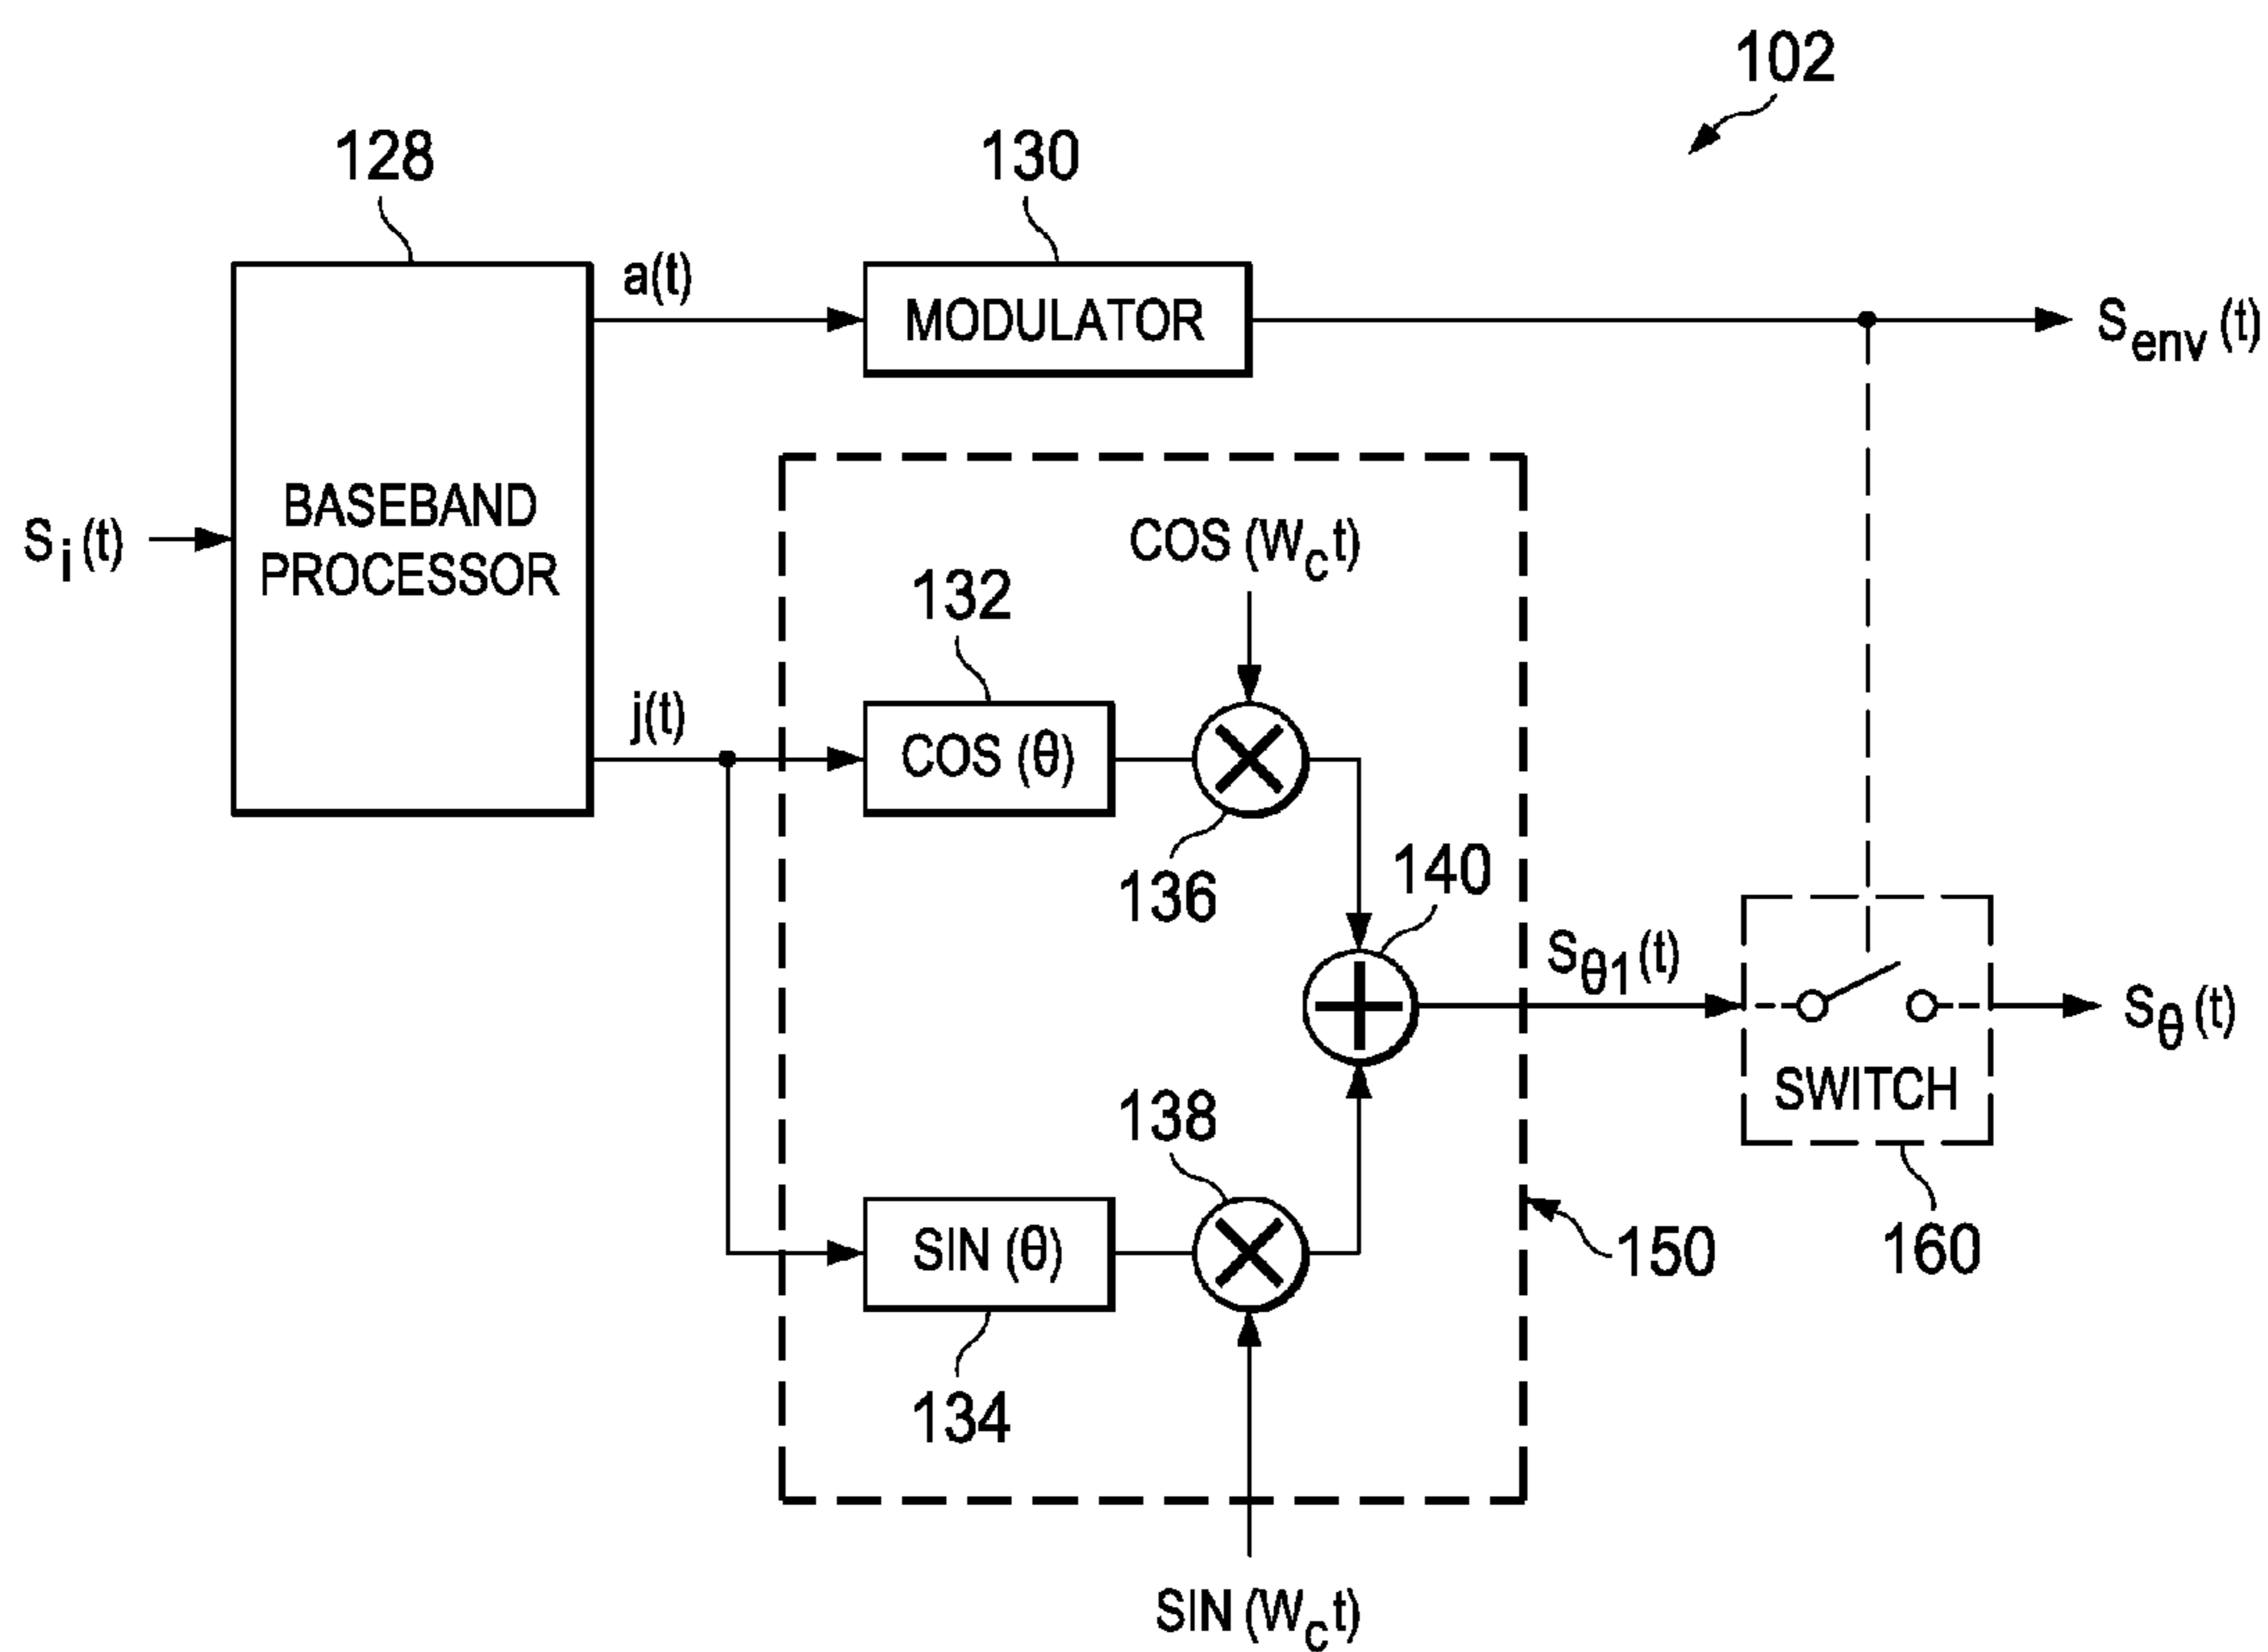 102
128
130
a(t)
MODULATOR
S_env (t)
S_i (t)
BASEBAND
PROCESSOR
COS (W_c t)
132
j(t)
COS (θ)
136
140
S_θ1 (t)
S_θ (t)
SWITCH
138
SIN (θ)
150
160
134
SIN (W_c t)